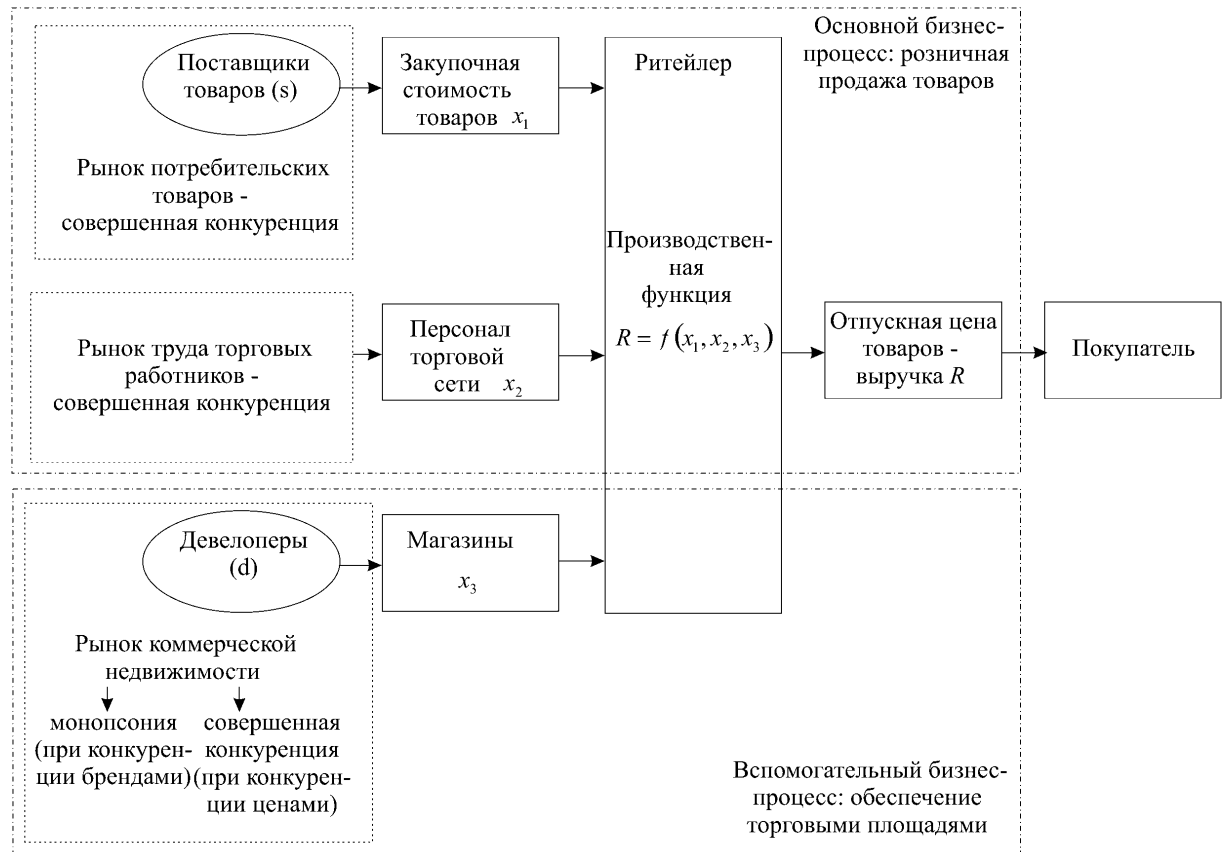 Основной бизнес-
процесс: розничная
продажа товаров
Поставщики
товаров (s)
Рынок потребительских
товаров -
совершенная конкуренция
Закупочная
стоимость
товаров x₁
Ритейлер
Производствен-
ная
функция
R = f(x₁, x₂, x₃)
Рынок труда торговых
работников -
совершенная конкуренция
Персонал
торговой
сети x₂
Отпускная цена
товаров -
выручка R
Покупатель
Девелоперы
(d)
Магазины
x₃
Рынок коммерческой
недвижимости
монопсония
(при конкурен-
ции брендами)
совершенная
конкуренция
(при конкурен-
ции ценами)
Вспомогательный бизнес-
процесс: обеспечение
торговыми площадями